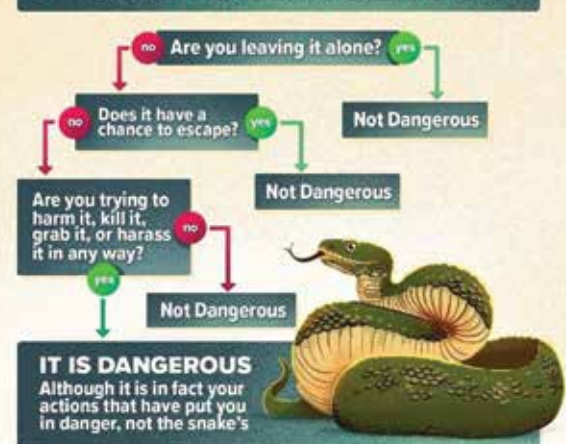 no
Are you leaving it alone?
yes
no
Does it have a
chance to escape?
yes
Not Dangerous
Not Dangerous
Are you trying to
harm it, kill it,
grab it, or harass
it in any way?
no
yes
Not Dangerous
IT IS DANGEROUS
Although it is in fact your
actions that have put you
in danger, not the snake's